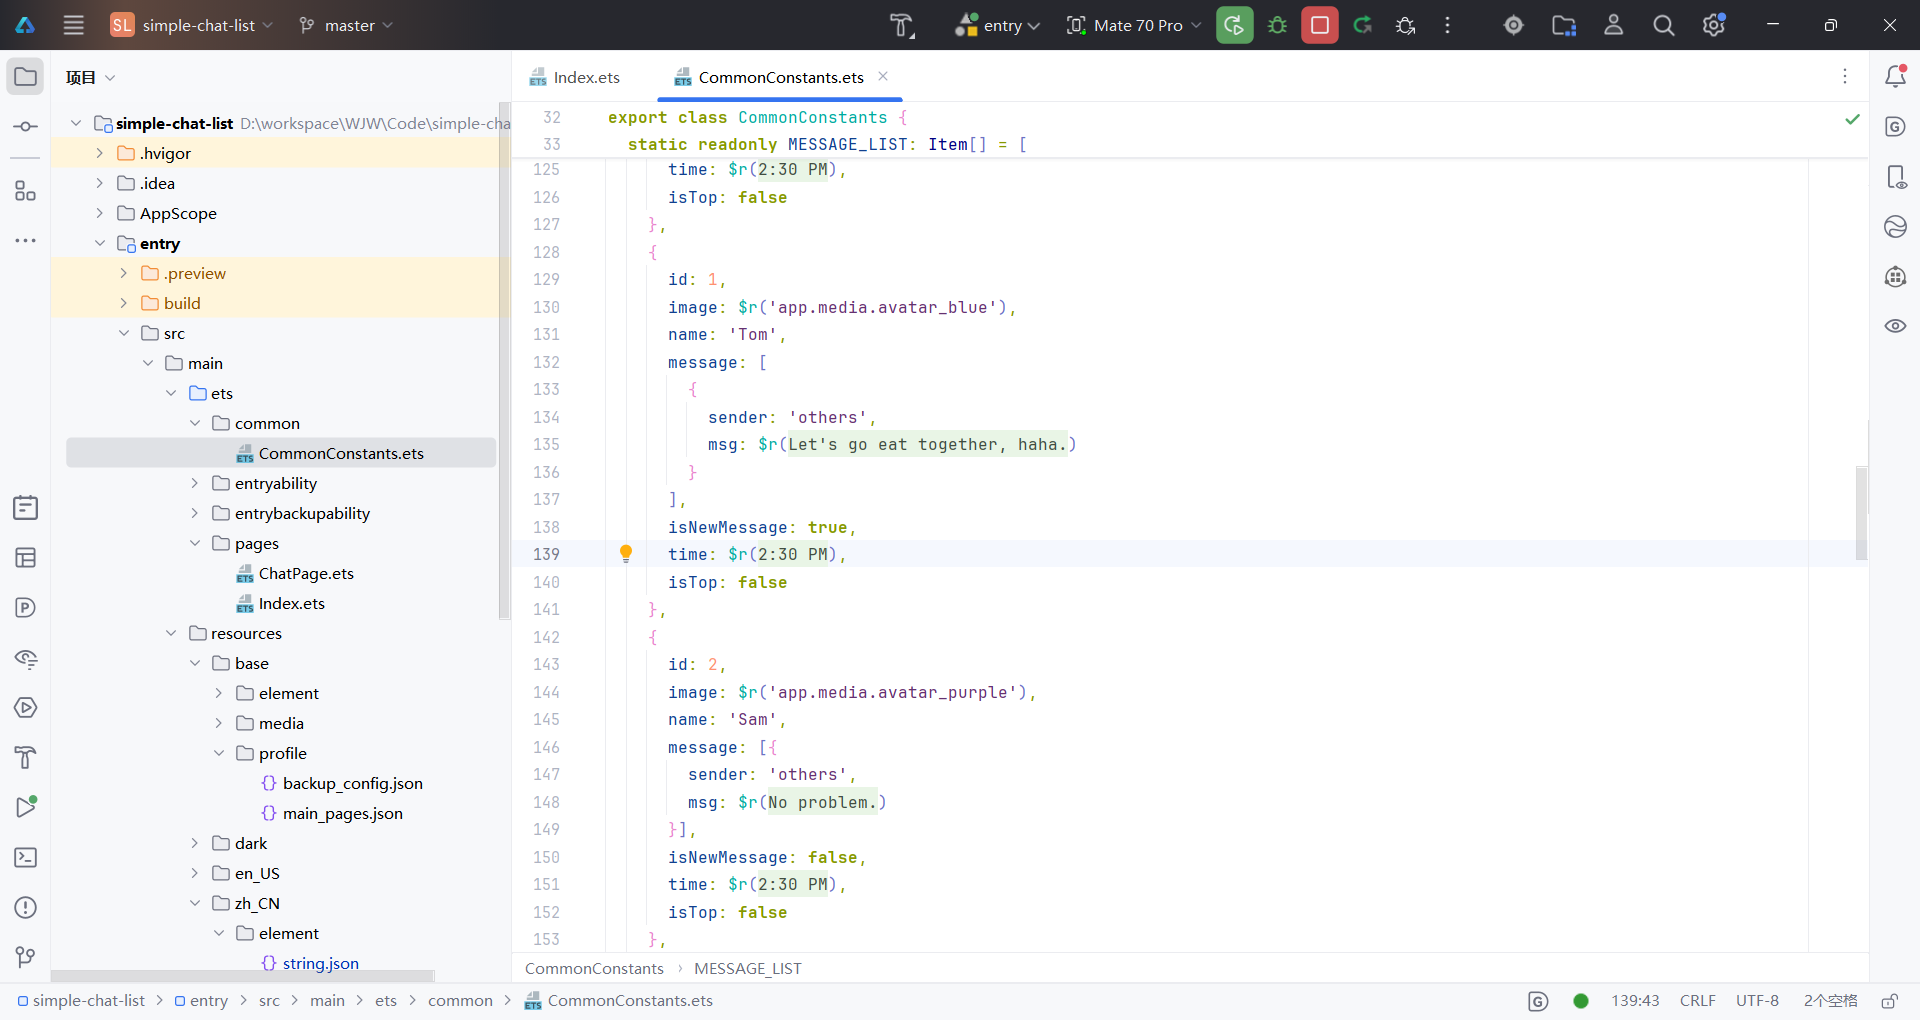 SL simple-chat-list master entry Mate 70 Pro
项目
Index.ets CommonConstants.ets
simple-chat-list D:\workspace\WJW\Code\simple-cha
.hvigor
.idea
AppScope
entry
.preview
build
src
main
ets
common
CommonConstants.ets
entryability
entrybackupability
pages
ChatPage.ets
Index.ets
resources
base
element
media
profile
backup_config.json
main_pages.json
dark
en_US
zh_CN
element
string.json
32 export class CommonConstants {
33 static readonly MESSAGE_LIST: Item[] = [
125 time: $r(2:30 PM),
126 isTop: false
127 },
128 {
129 id: 1,
130 image: $r('app.media.avatar_blue'),
131 name: 'Tom',
132 message: [
133 {
134 sender: 'others',
135 msg: $r(Let's go eat together, haha.)
136 }
137 ],
138 isNewMessage: true,
139 time: $r(2:30 PM),
140 isTop: false
141 },
142 {
143 id: 2,
144 image: $r('app.media.avatar_purple'),
145 name: 'Sam',
146 message: [{
147 sender: 'others',
148 msg: $r(No problem.)
149 }],
150 isNewMessage: false,
151 time: $r(2:30 PM),
152 isTop: false
153 },
CommonConstants › MESSAGE_LIST
simple-chat-list > entry > src > main > ets > common > CommonConstants.ets
139:43 CRLF UTF-8 2个空格